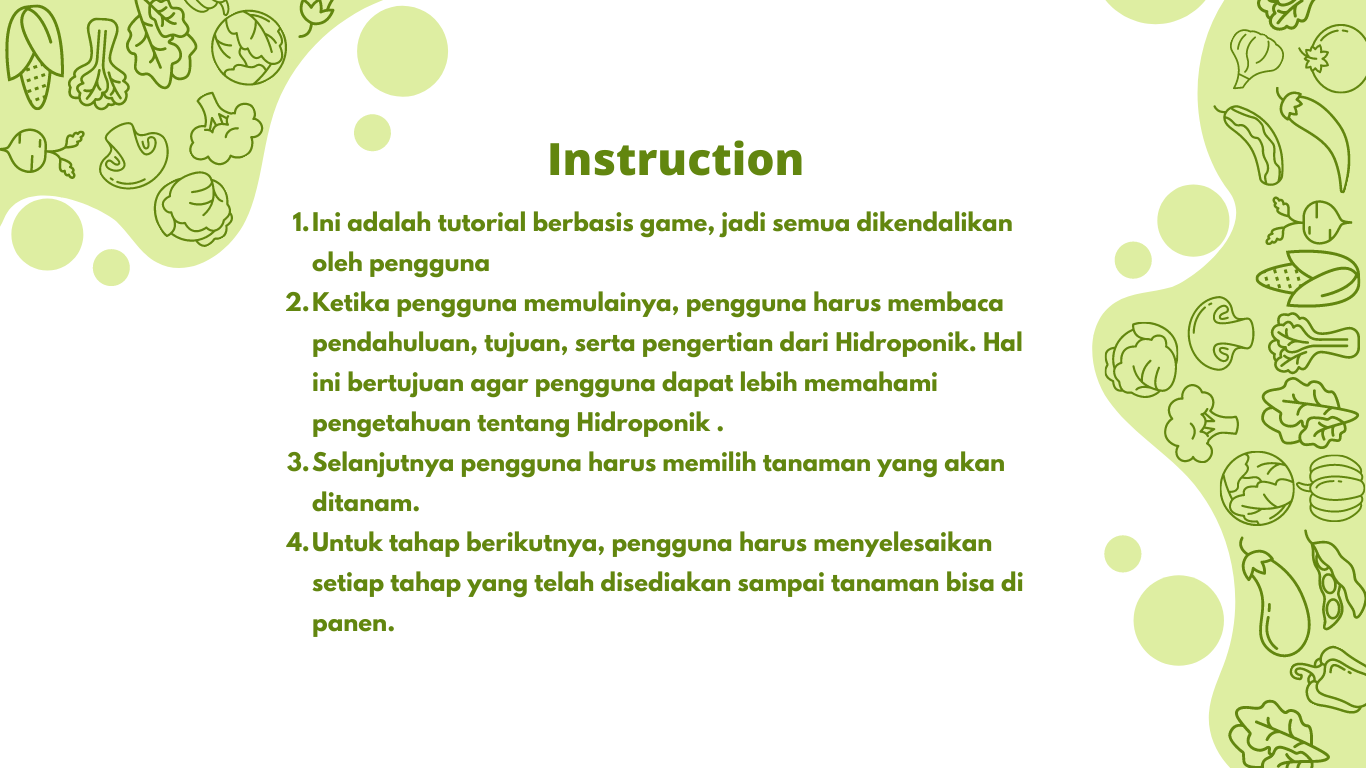 Instruction
1. Ini adalah tutorial berbasis game, jadi semua dikendalikan
oleh pengguna
2. Ketika pengguna memulainya, pengguna harus membaca
pendahuluan, tujuan, serta pengertian dari Hidroponik. Hal
ini bertujuan agar pengguna dapat lebih memahami
pengetahuan tentang Hidroponik .
3. Selanjutnya pengguna harus memilih tanaman yang akan
ditanam.
4. Untuk tahap berikutnya, pengguna harus menyelesaikan
setiap tahap yang telah disediakan sampai tanaman bisa di
panen.